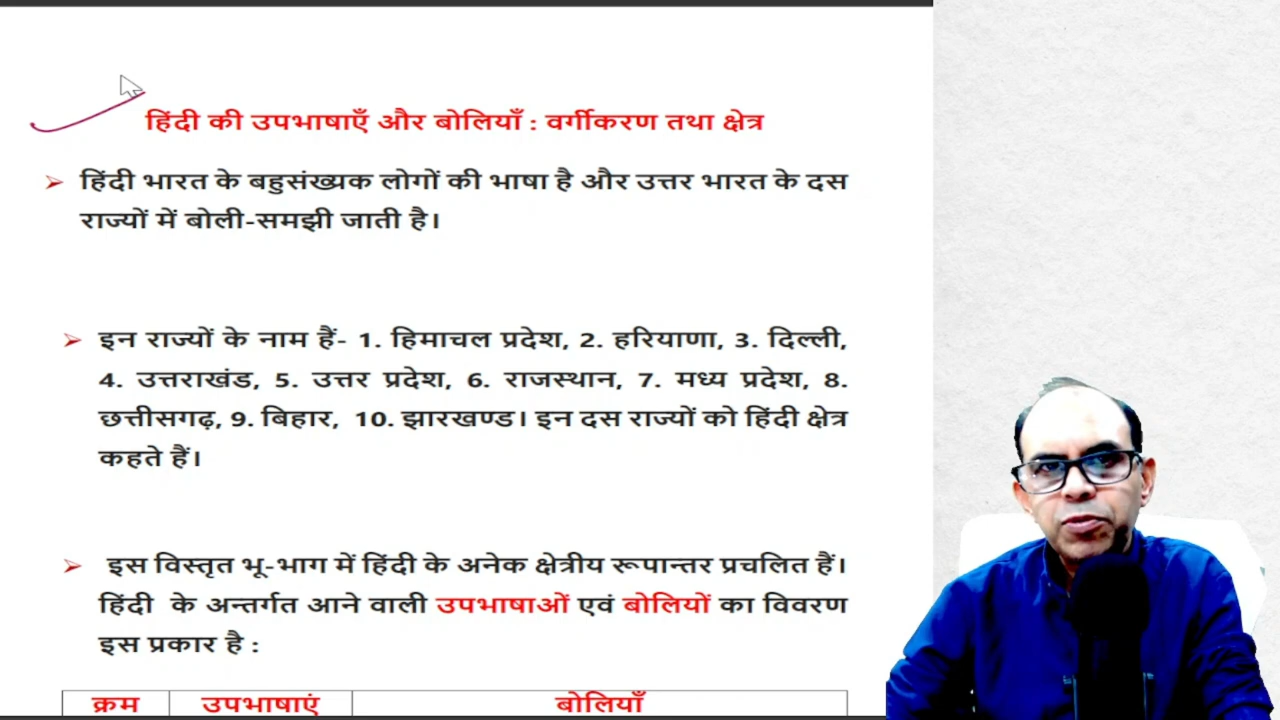 हिंदी की उपभाषाएँ और बोलियाँ : वर्गीकरण तथा क्षेत्र
➢ हिंदी भारत के बहुसंख्यक लोगों की भाषा है और उत्तर भारत के दस
राज्यों में बोली-समझी जाती है।
➢ इन राज्यों के नाम हैं- 1. हिमाचल प्रदेश, 2. हरियाणा, 3. दिल्ली,
4. उत्तराखंड, 5. उत्तर प्रदेश, 6. राजस्थान, 7. मध्य प्रदेश, 8.
छत्तीसगढ़, 9. बिहार, 10. झारखण्ड। इन दस राज्यों को हिंदी क्षेत्र
कहते हैं।
➢ इस विस्तृत भू-भाग में हिंदी के अनेक क्षेत्रीय रूपान्तर प्रचलित हैं।
हिंदी के अन्तर्गत आने वाली उपभाषाओं एवं बोलियों का विवरण
इस प्रकार है :
क्रम उपभाषाएं बोलियाँ